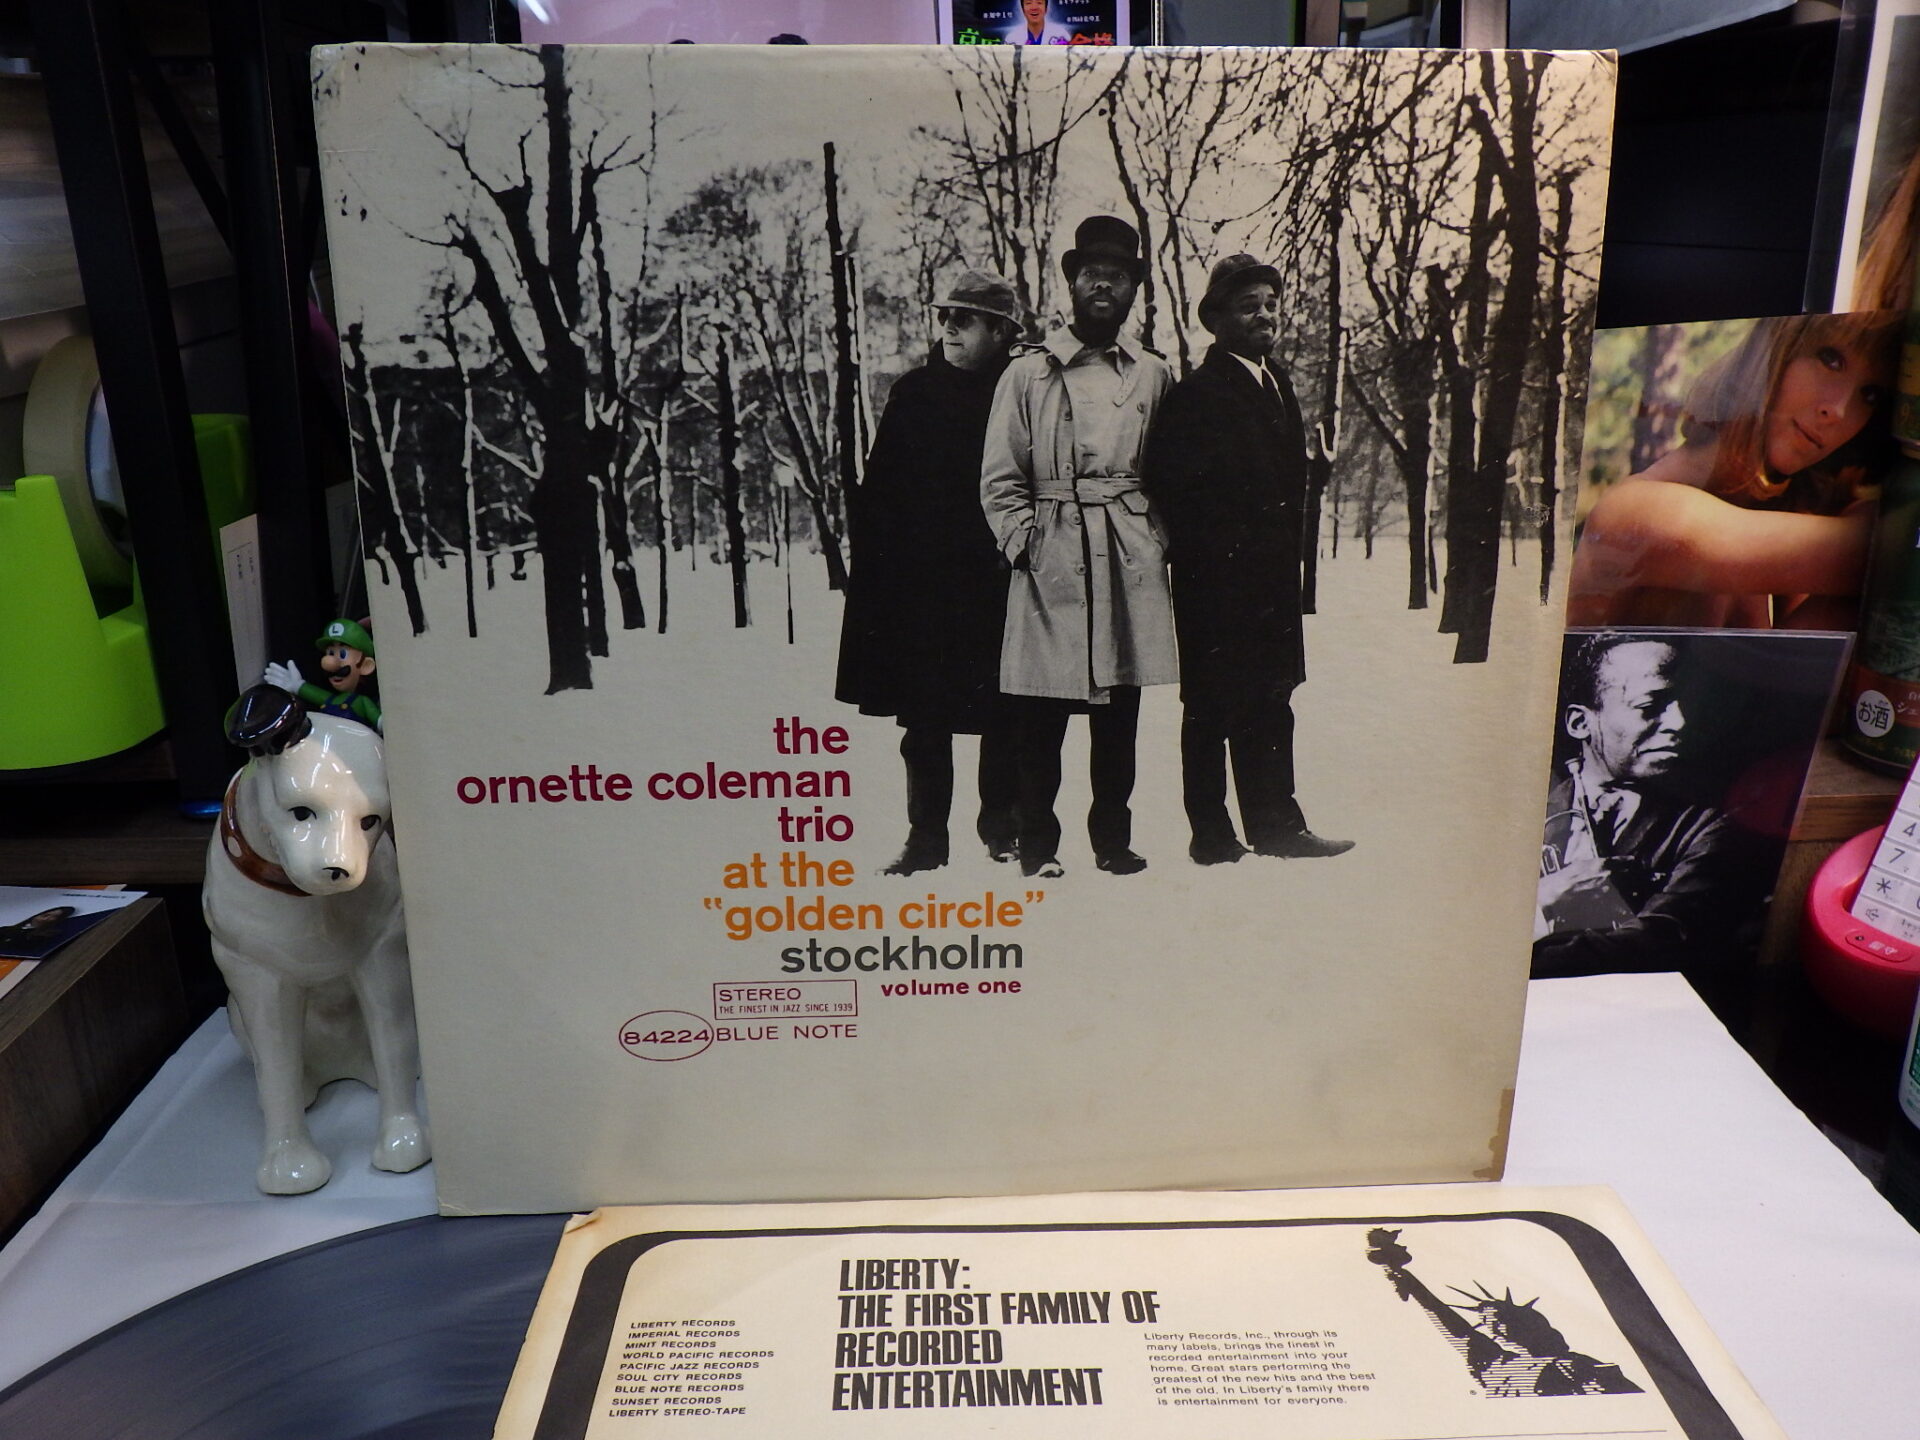 the
ornette coleman
trio
at the
"golden circle"
stockholm
volume one
STEREO
THE FINEST IN JAZZ SINCE 1939
84224 BLUE NOTE
L
お酒
4
7
*
LIBERTY:
THE FIRST FAMILY OF
RECORDED
ENTERTAINMENT
LIBERTY RECORDS
IMPERIAL RECORDS
MINIT RECORDS
WORLD PACIFIC RECORDS
PACIFIC JAZZ RECORDS
SOUL CITY RECORDS
BLUE NOTE RECORDS
SUNSET RECORDS
LIBERTY STEREO-TAPE
Liberty Records, Inc., through its
many labels, brings the finest in
recorded entertainment into your
home. Great stars performing the
greatest of the new hits and the best
of the old. In Liberty's family there
is entertainment for everyone.
®